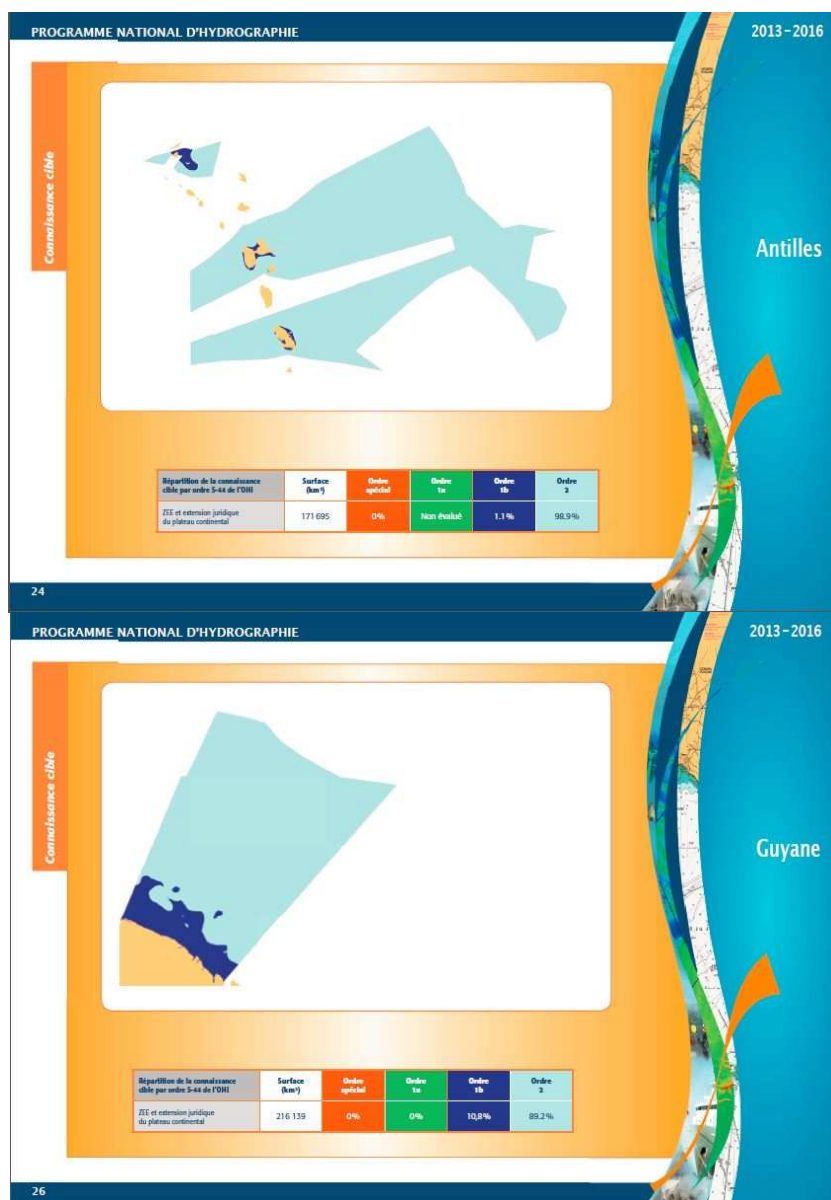 PROGRAMME NATIONAL D'HYDROGRAPHIE
2013-2016
Connaissance cible
Antilles
Répartition de la connaissance
cible par ordre S-44 de l'OHI
Surface
(km²)
Ordre
spécial
Ordre
1a
Ordre
1b
Ordre
2
ZEE et extension juridique
du plateau continental
171 695
0%
Non évalué
1.1%
98.9%
24
PROGRAMME NATIONAL D'HYDROGRAPHIE
2013-2016
Connaissance cible
Guyane
Répartition de la connaissance
cible par ordre S-44 de l'OHI
Surface
(km²)
Ordre
spécial
Ordre
1a
Ordre
1b
Ordre
2
ZEE et extension juridique
du plateau continental
216 139
0%
0%
10,8%
89.2%
26